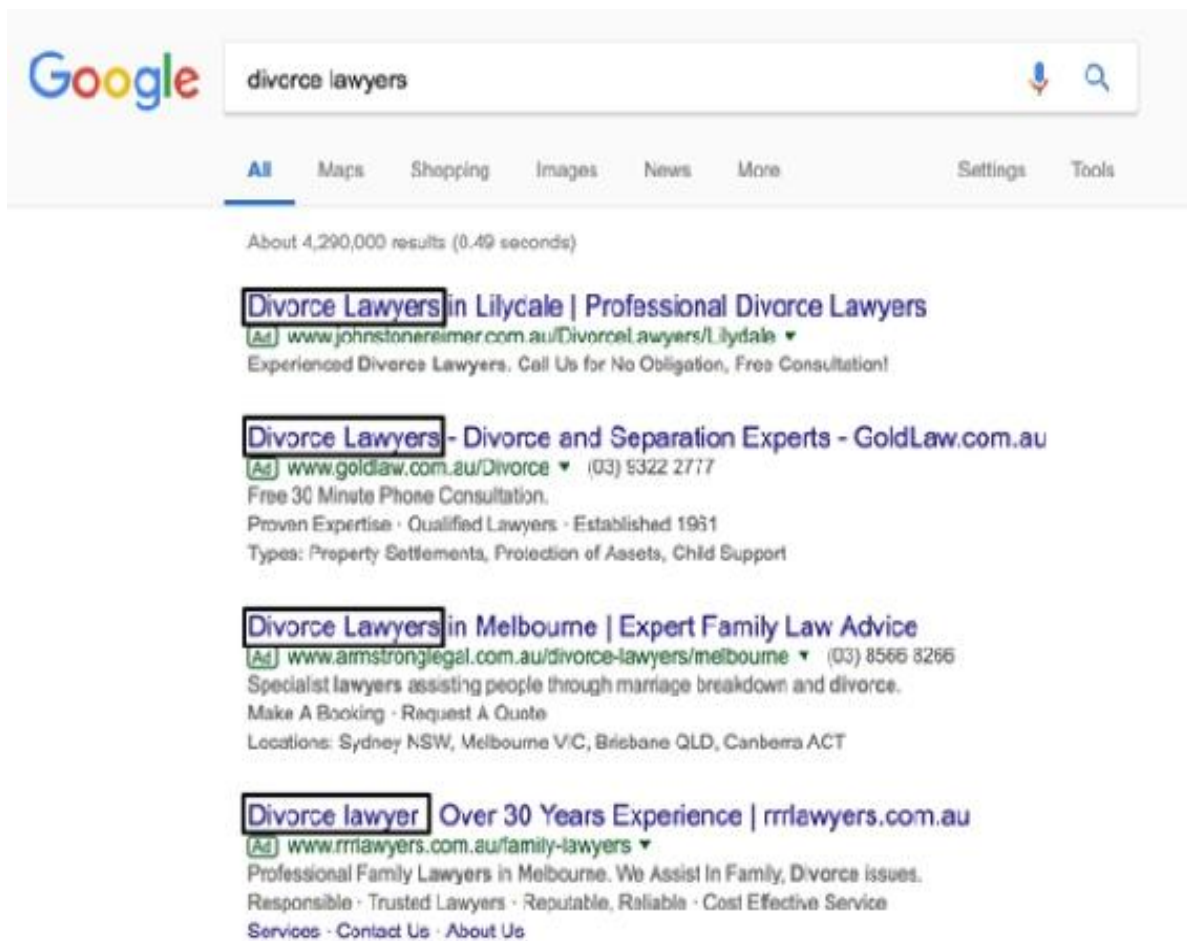 Google
divorce lawyers
All Maps Shopping Images News More Settings Tools
About 4,290,000 results (0.49 seconds)
Divorce Lawyers in Lilydale | Professional Divorce Lawyers
Ad www.johnstonereimer.com.au/DivorceLawyers/Lilydale ▼
Experienced Divorce Lawyers. Call Us for No Obligation, Free Consultation!
Divorce Lawyers - Divorce and Separation Experts - GoldLaw.com.au
Ad www.goldlaw.com.au/Divorce ▼ (03) 9322 2777
Free 30 Minute Phone Consultation.
Proven Expertise · Qualified Lawyers · Established 1961
Types: Property Settlements, Protection of Assets, Child Support
Divorce Lawyers in Melbourne | Expert Family Law Advice
Ad www.armstronglegal.com.au/divorce-lawyers/melbourne ▼ (03) 8566 8266
Specialist lawyers assisting people through marriage breakdown and divorce.
Make A Booking · Request A Quote
Locations: Sydney NSW, Melbourne VIC, Brisbane QLD, Canberra ACT
Divorce lawyer Over 30 Years Experience | rrrlawyers.com.au
Ad www.rrrlawyers.com.au/family-lawyers ▼
Professional Family Lawyers in Melbourne. We Assist In Family, Divorce issues.
Responsible · Trusted Lawyers · Reputable, Reliable · Cost Effective Service
Services · Contact Us · About Us